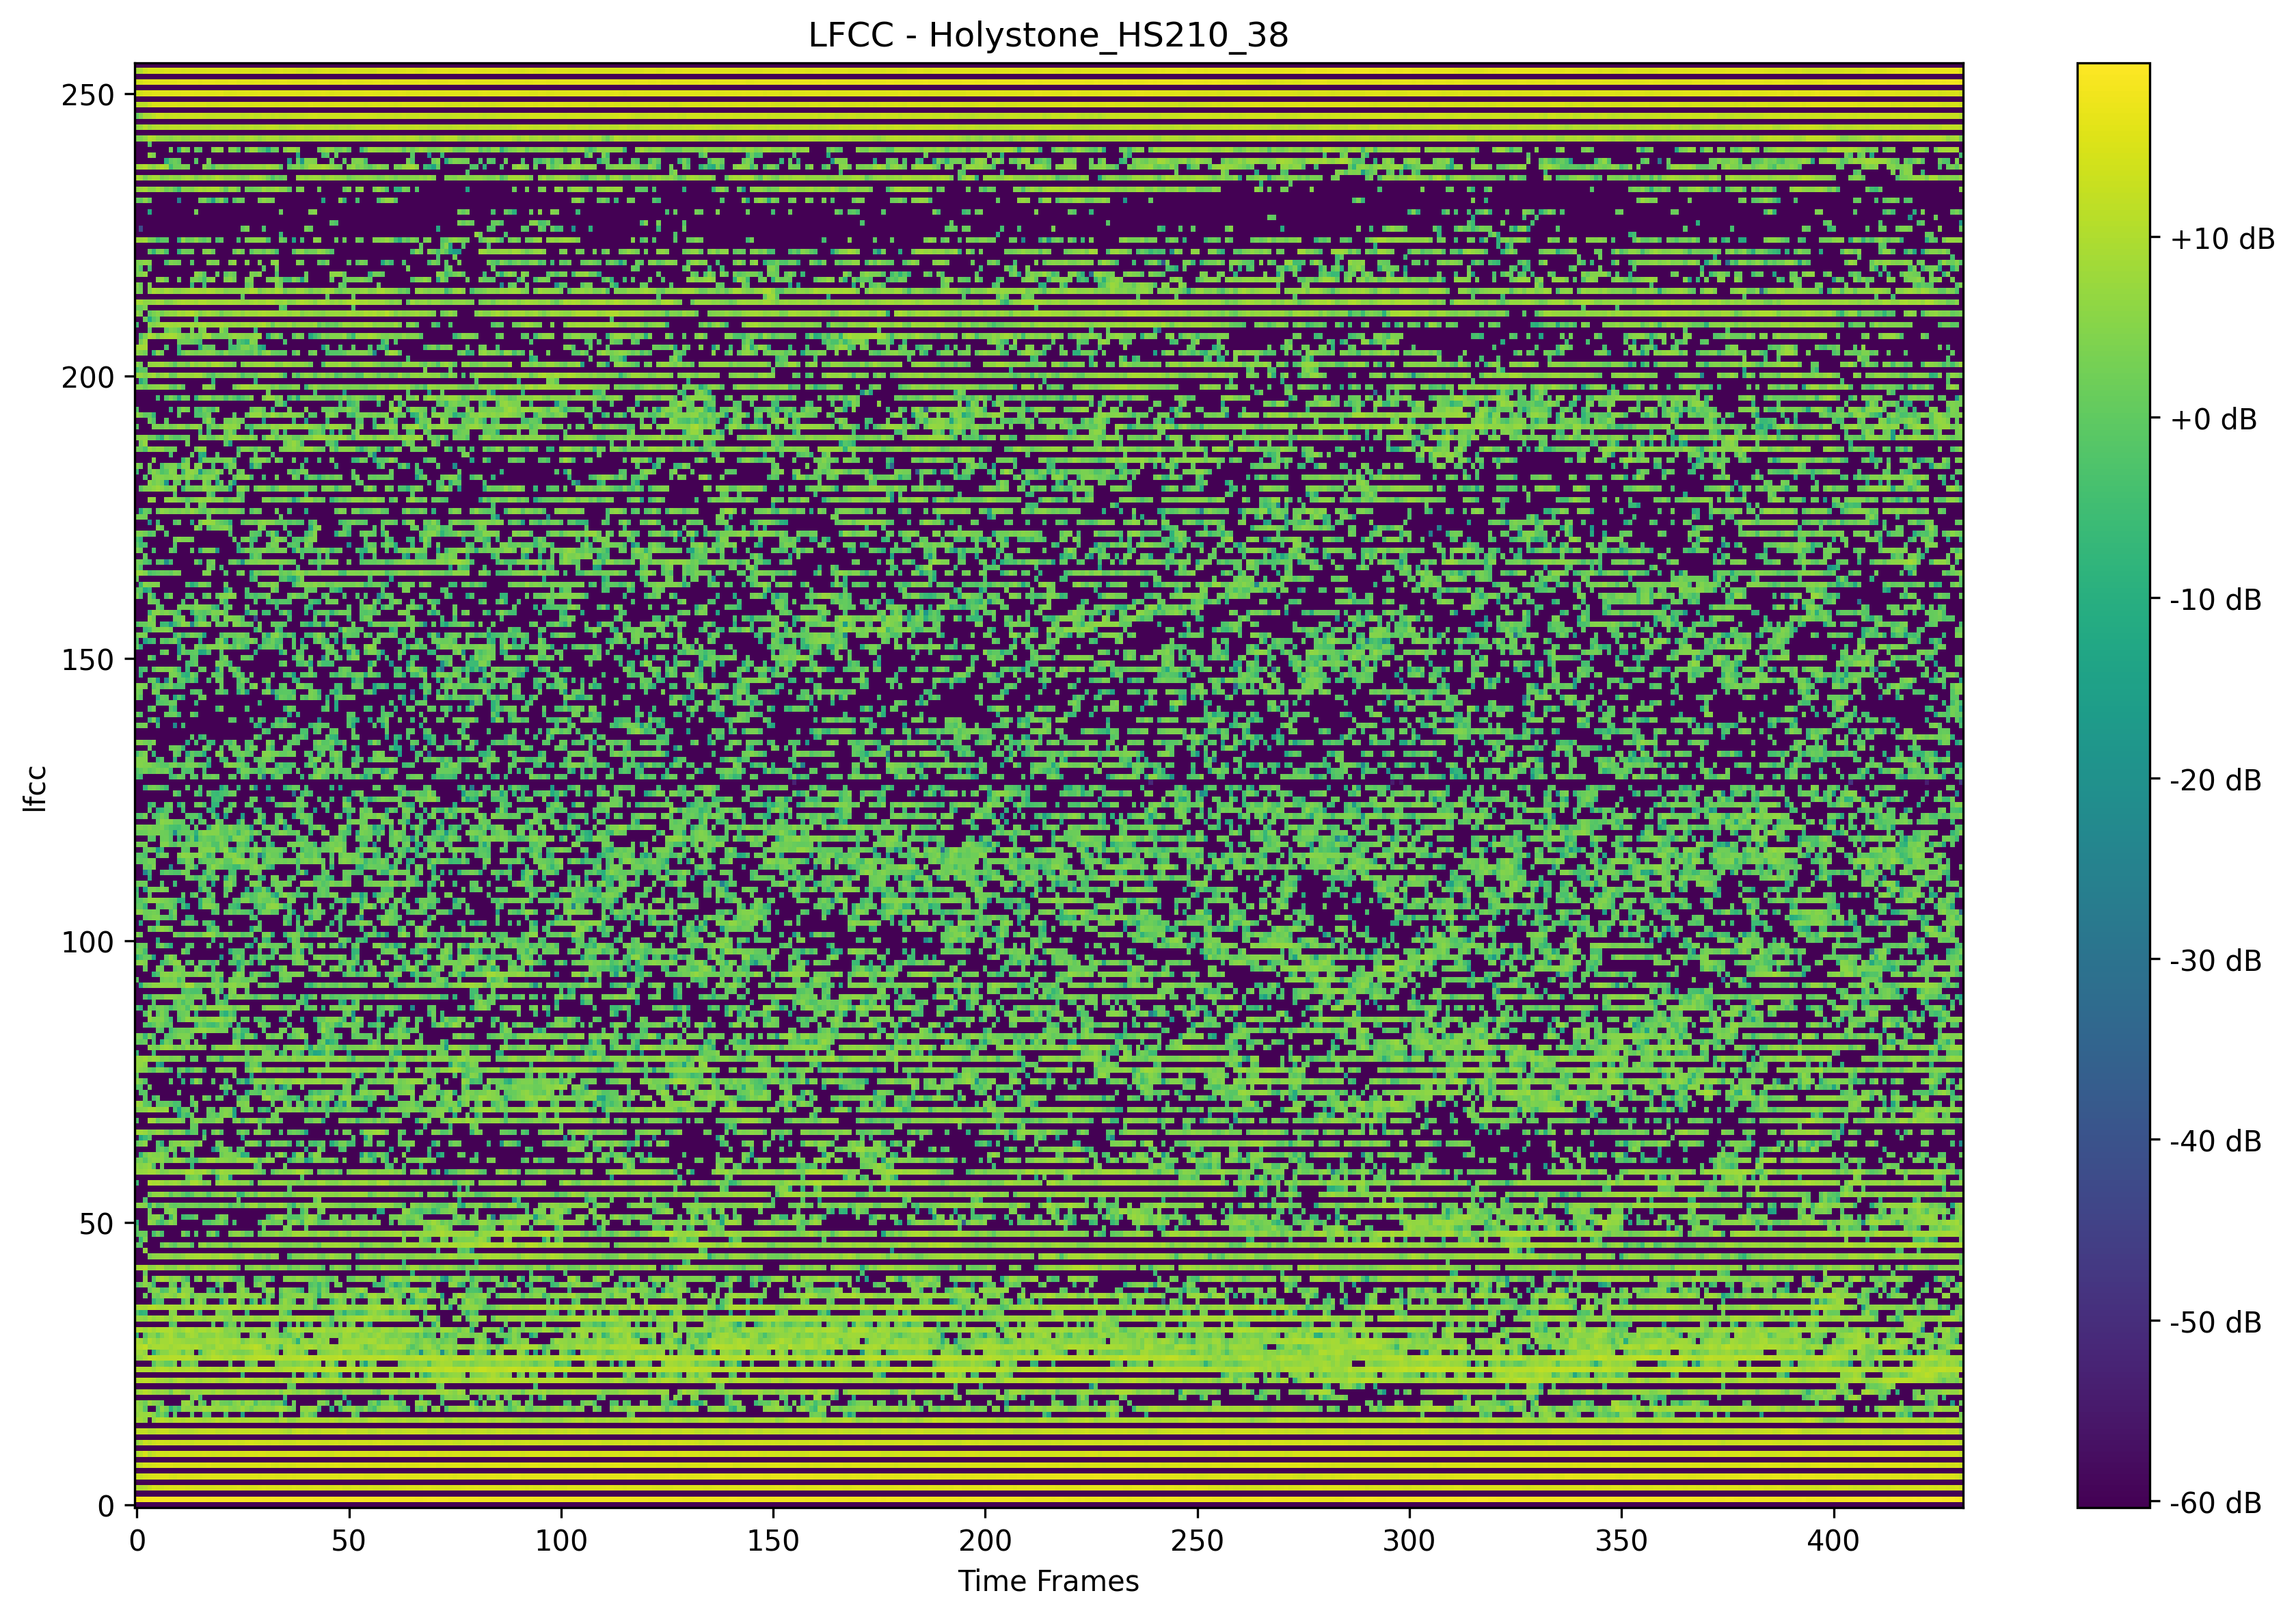 LFCC - Holystone_HS210_38
250
200
150
100
50
0
lfcc
0 50 100 150 200 250 300 350 400
Time Frames
+10 dB
+0 dB
-10 dB
-20 dB
-30 dB
-40 dB
-50 dB
-60 dB